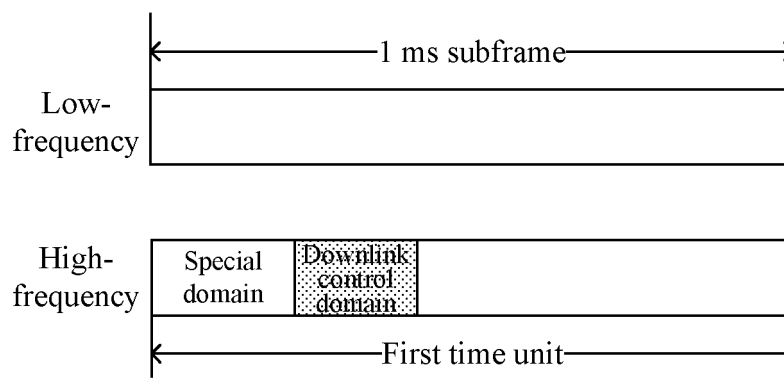 1 ms subframe
Low-
frequency
High-
frequency
Special
domain
Downlink
control
domain
First time unit